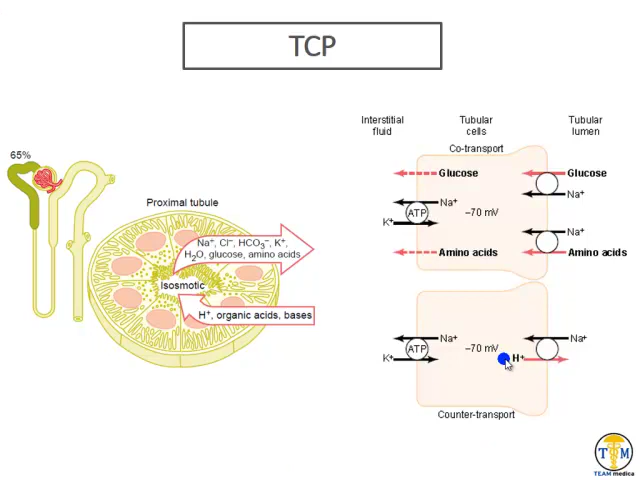 TCP
65%
Proximal tubule
Na⁺, Cl⁻, HCO₃⁻, K⁺,
H₂O, glucose, amino acids
Isosmotic
H⁺, organic acids, bases
Interstitial
fluid
Tubular
cells
Tubular
lumen
Co-transport
Glucose
Glucose
Na⁺
Na⁺
ATP
−70 mV
K⁺
Na⁺
Amino acids
Amino acids
Na⁺
Na⁺
ATP
−70 mV
K⁺
H⁺
Counter-transport
TM
TEAM medica